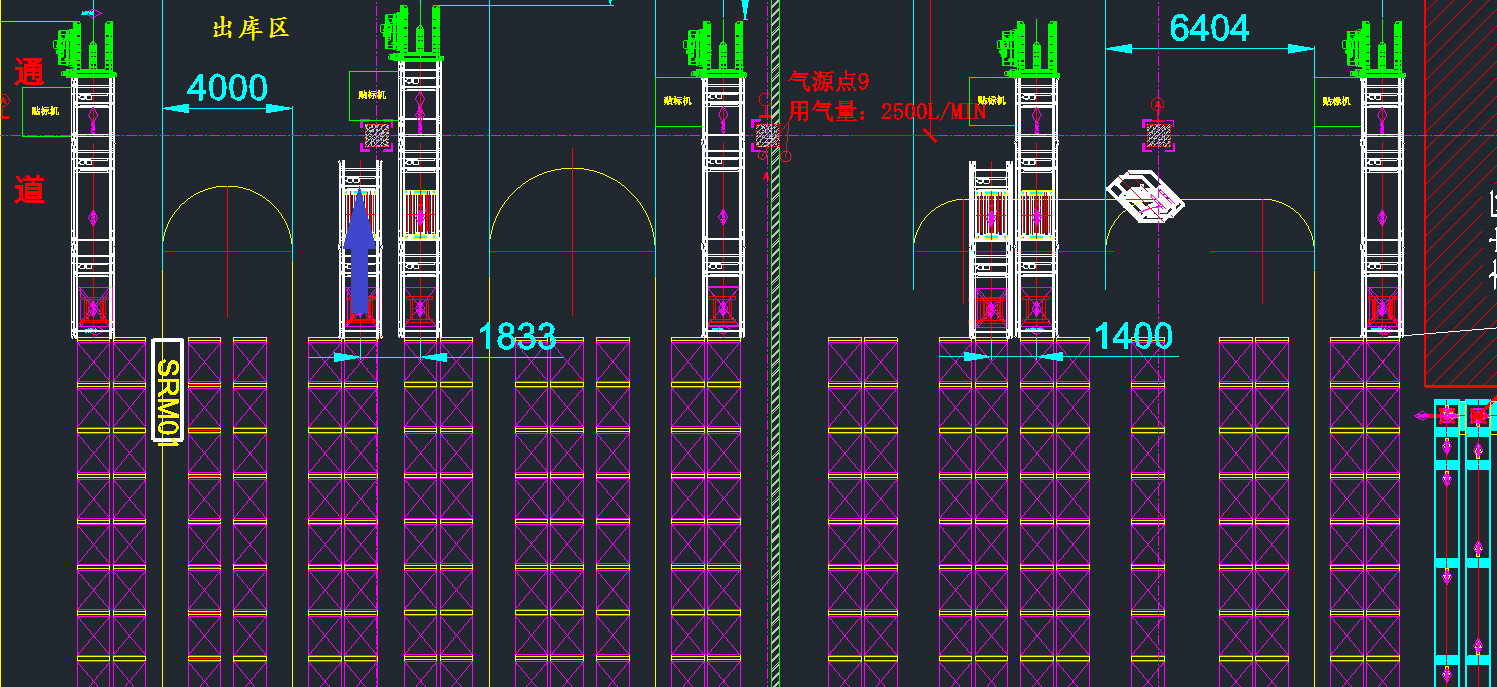 出库区
6404
通
4000
贴标机
贴标机
贴标机
气源点9
用气量：2500L/MIN
贴标机
贴标机
A
道
A
1833
1400
SRM01